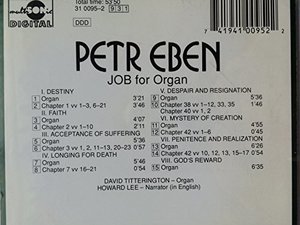 multisonic
DIGITAL
Total time: 53'50
31 0095-2
931
DDD
7 41941 00952 2
PETR EBEN
JOB for Organ
I. DESTINY
1 Organ 3'21
2 Chapter 1 vv 1–3, 6–21 3'46
II. FAITH
3 Organ 4'07
4 Chapter 2 vv 1–10 2'11
III. ACCEPTANCE OF SUFFERING
5 Organ 5'36
6 Chapter 3 vv 1, 2, 11–13, 20–23 0'57
IV. LONGING FOR DEATH
7 Organ
8 Chapter 7 vv 16–21 0'54
V. DESPAIR AND RESIGNATION
9 Organ 5'36
10 Chapter 38 vv 1–12, 33, 35 1'46
Chapter 40 vv 1, 2
VI. MYSTERY OF CREATION
11 Organ 4'55
12 Chapter 42 vv 1–6
VII. PENITENCE AND REALIZATION
13 Organ
14 Chapter 42 vv 10, 12, 13, 15–17 0'54
VIII. GOD'S REWARD
15 Organ 6'35
DAVID TITTERINGTON – Organ
HOWARD LEE – Narrator (in English)